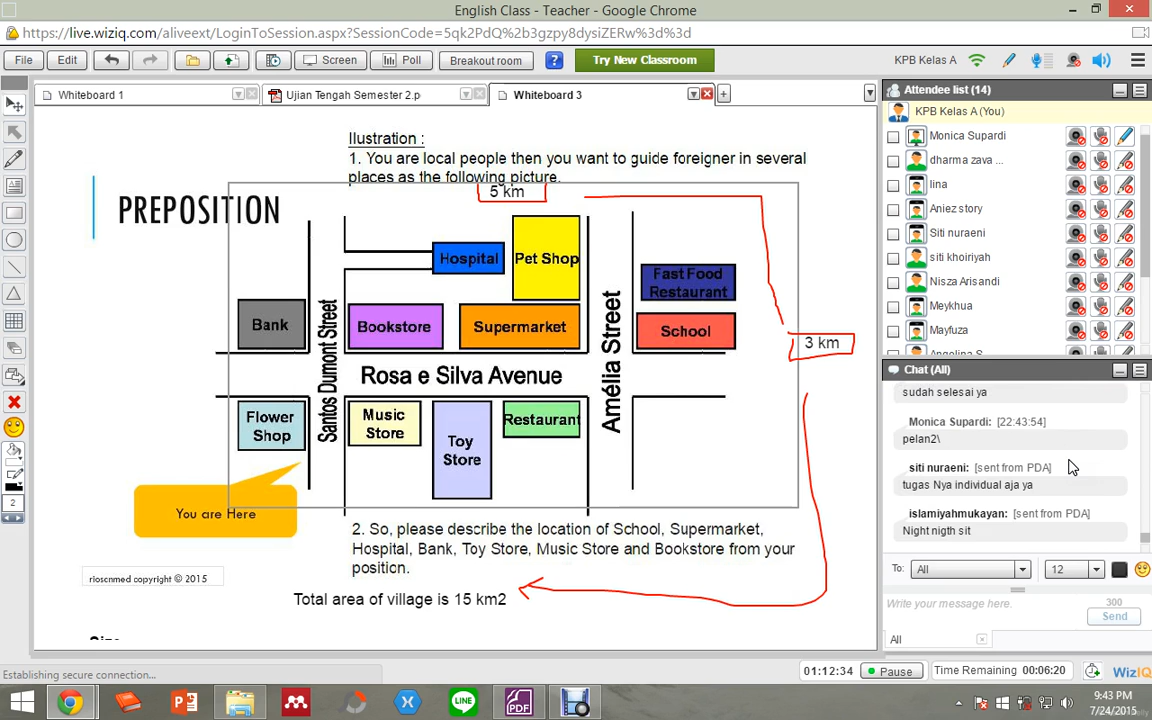 English Class - Teacher - Google Chrome
https://live.wiziq.com/aliveext/LoginToSession.aspx?SessionCode=5qk2PdQ%2b3gzpy8dysiZERw%3d%3d
File
Edit
Screen
Poll
Breakout room
?
Try New Classroom
KPB Kelas A
Whiteboard 1
Ujian Tengah Semester 2.p
Whiteboard 3
Ilustration :
1. You are local people then you want to guide foreigner in several
places as the following picture.
PREPOSITION
5 km
Hospital
Pet Shop
Fast Food
Restaurant
Bank
Bookstore
Supermarket
School
3 km
Santos Dumont Street
Amélia Street
Rosa e Silva Avenue
Flower
Shop
Music
Store
Toy
Store
Restaurant
You are Here
2. So, please describe the location of School, Supermarket,
Hospital, Bank, Toy Store, Music Store and Bookstore from your
position.
rioscnmed copyright © 2015
Total area of village is 15 km2
2
Attendee list (14)
KPB Kelas A (You)
Monica Supardi
dharma zava ...
lina
Aniez story
Siti nuraeni
siti khoiriyah
Nisza Arisandi
Meykhua
Mayfuza
Angelina S
Chat (All)
sudah selesai ya
Monica Supardi: [22:43:54]
pelan2\
siti nuraeni: [sent from PDA]
tugas Nya individual aja ya
islamiyahmukayan: [sent from PDA]
Night nigth sit
To:
All
12
Write your message here.
300
Send
All
Establishing secure connection...
01:12:34
Pause
Time Remaining 00:06:20
WizIQ
PDF
LINE
9:43 PM
7/24/2015